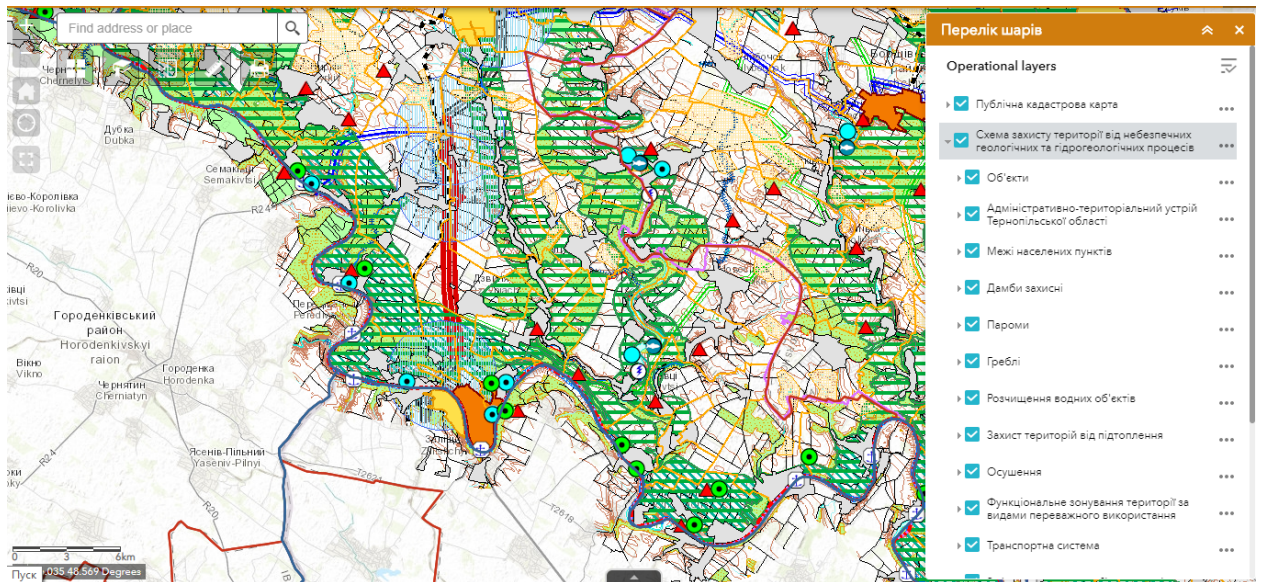 Find address or place
Дубка
Dubka
Семаківці
Semakivtsi
R24
R20
Городенківський
район
Horodenkivskyi
raion
Вікно
Vikno
Городенка
Horodenka
Чернятин
Cherniatyn
Ясенів-Пільний
Yaseniv-Pilnyi
R24
R20
T2621
T2618
0 3 6km
.035 48.569 Degrees
Пуск
Перелік шарів
Operational layers
Публічна кадастрова карта
Схема захисту території від небезпечних
геологічних та гідрогеологічних процесів
Об'єкти
Адміністративно-територіальний устрій
Тернопільської області
Межі населених пунктів
Дамби захисні
Пароми
Греблі
Розчищення водних об'єктів
Захист територій від підтоплення
Осушення
Функціональне зонування території за
видами переважного використання
Транспортна система